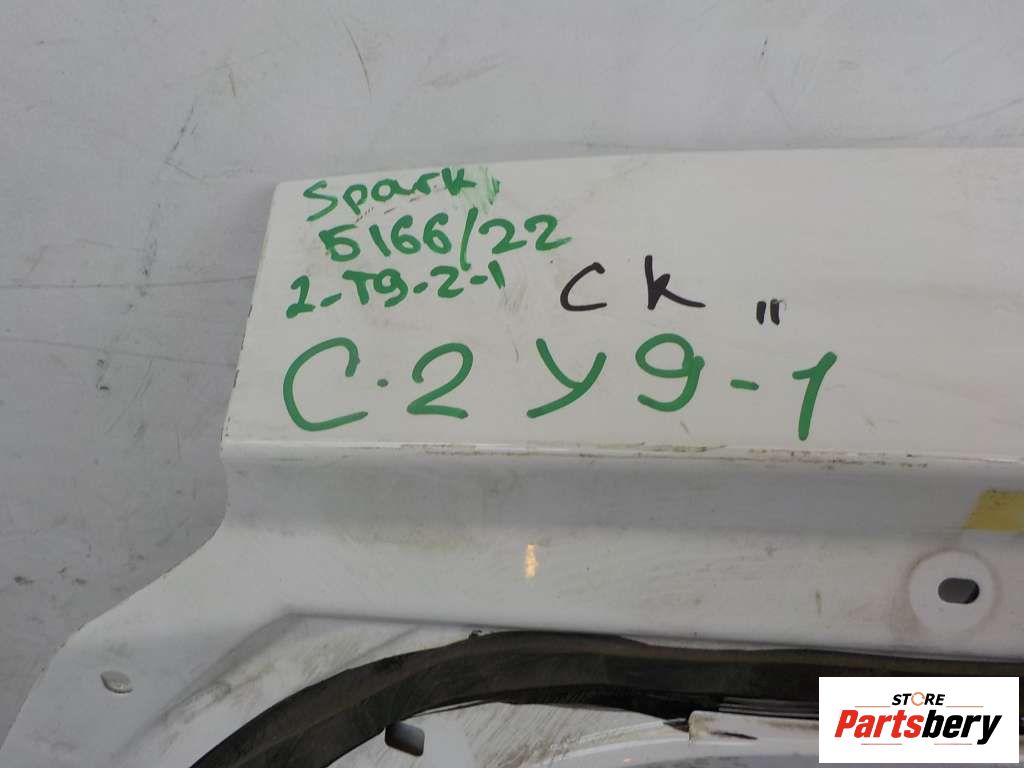 Spark
Б166/22
2-T9-2-1
CK "
C.2 У9-1
STORE
Partsbery